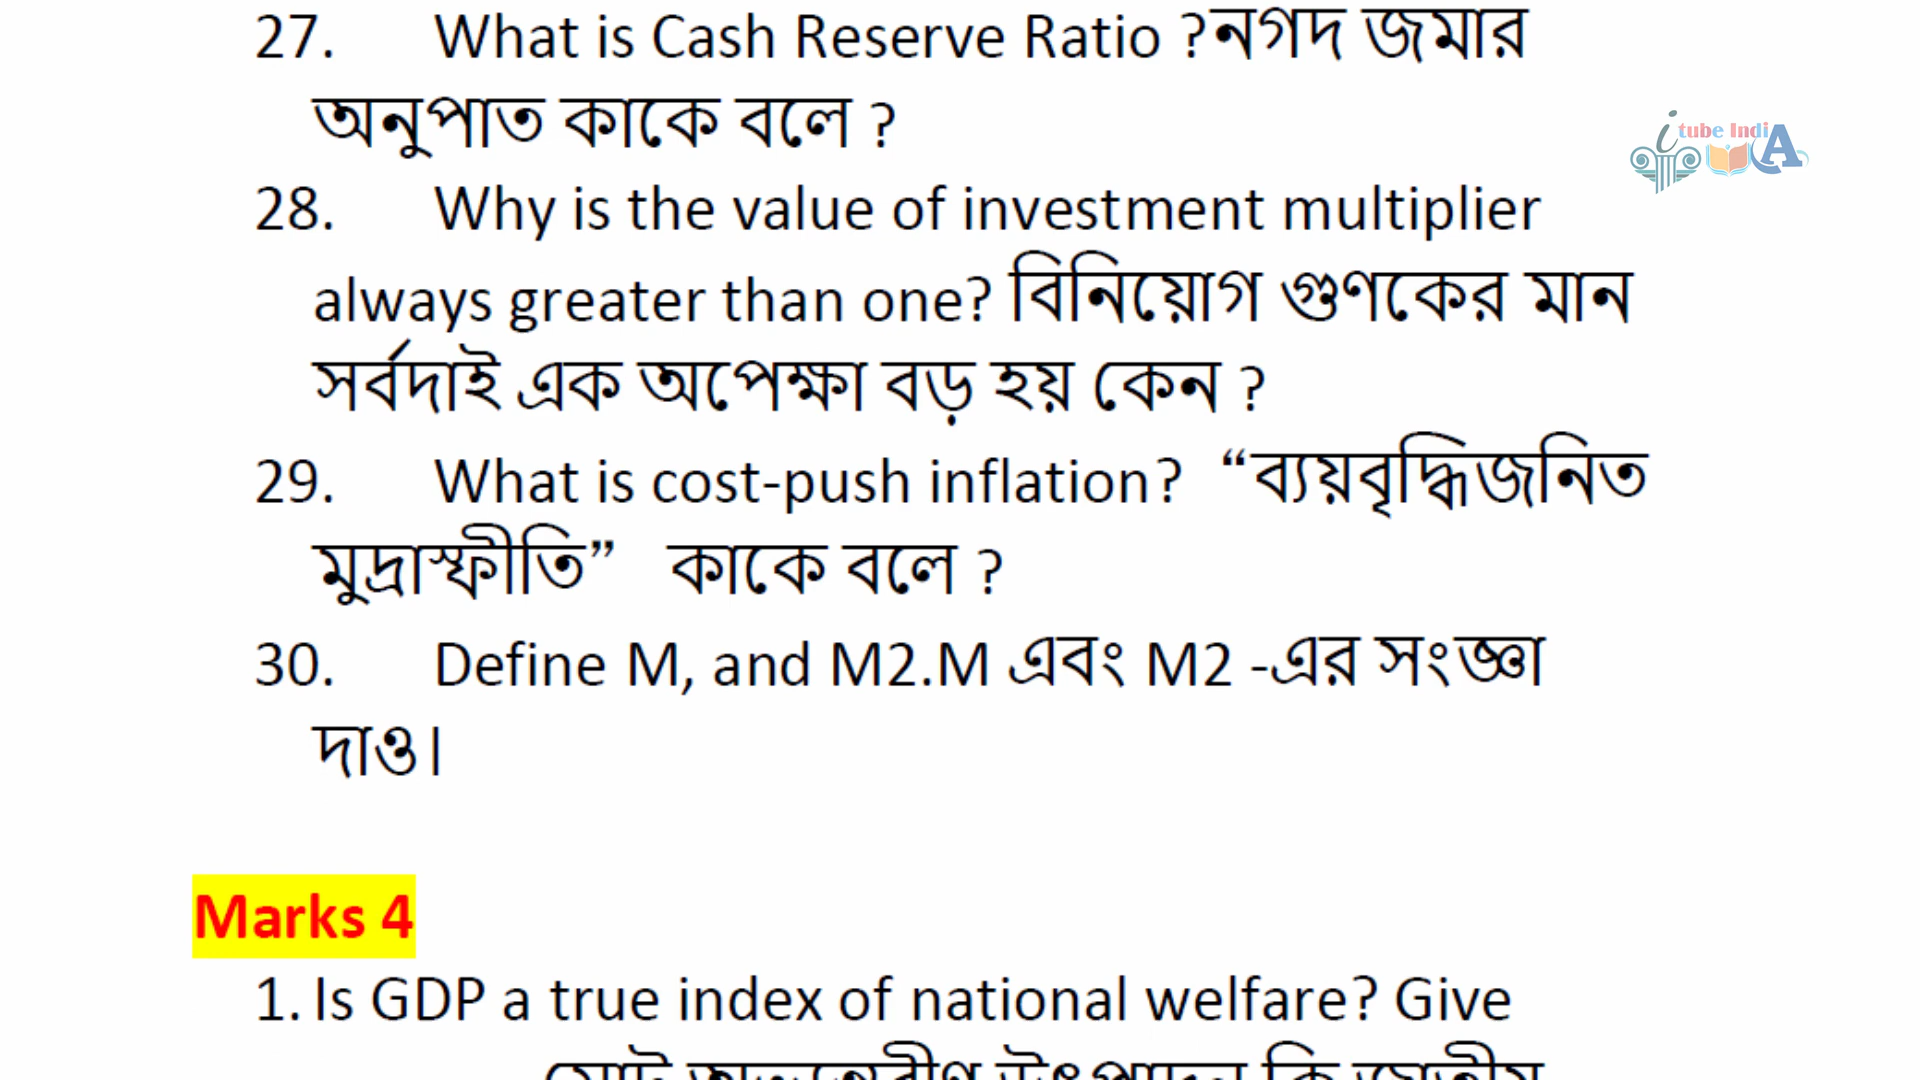 27. What is Cash Reserve Ratio ?নগদ জমার
অনুপাত কাকে বলে ?
i tube IndiA
28. Why is the value of investment multiplier
always greater than one? বিনিয়োগ গুণকের মান
সর্বদাই এক অপেক্ষা বড় হয় কেন ?
29. What is cost-push inflation? “ব্যয়বৃদ্ধিজনিত
মুদ্রাস্ফীতি” কাকে বলে ?
30. Define M, and M2.M এবং M2 -এর সংজ্ঞা
দাও।
Marks 4
1. Is GDP a true index of national welfare? Give